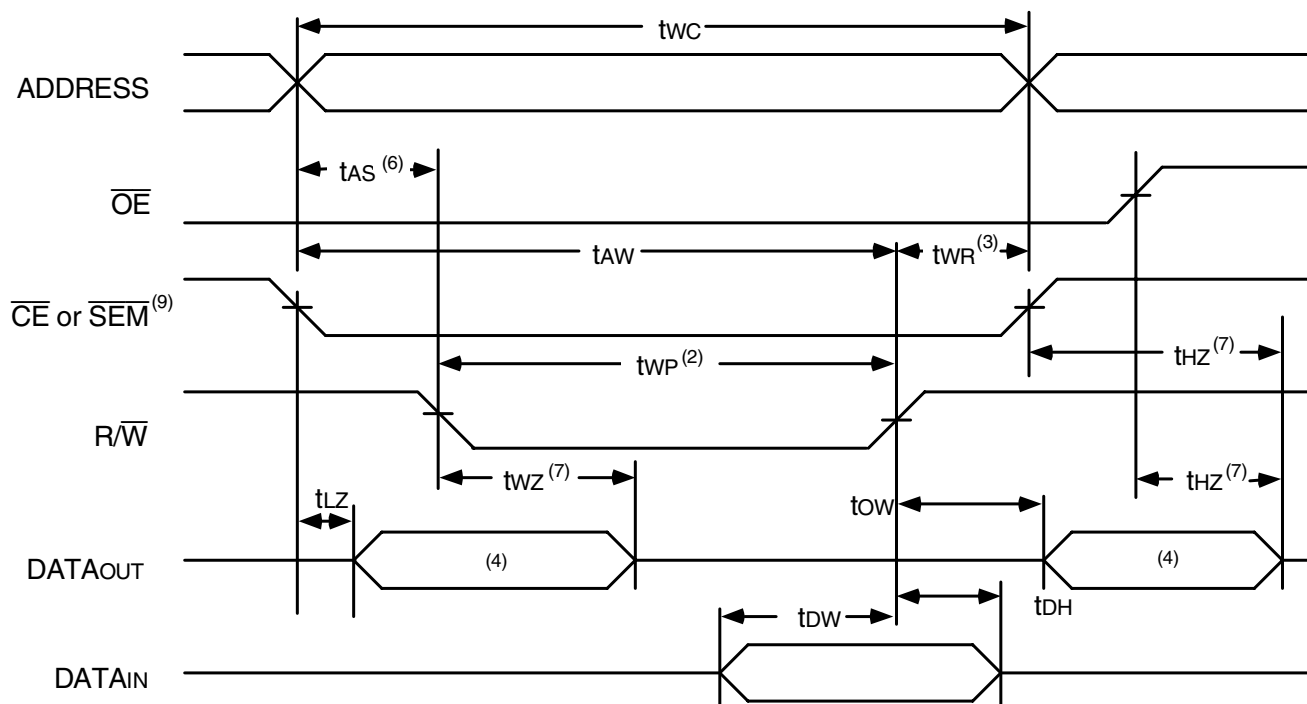 tWC
ADDRESS
tAS (6)
OE
tAW
tWR(3)
CE or SEM(9)
tWP(2)
tHZ(7)
R/W
tWZ(7)
tHZ(7)
tLZ
tOW
DATAOUT
(4)
(4)
tDW
tDH
DATAIN